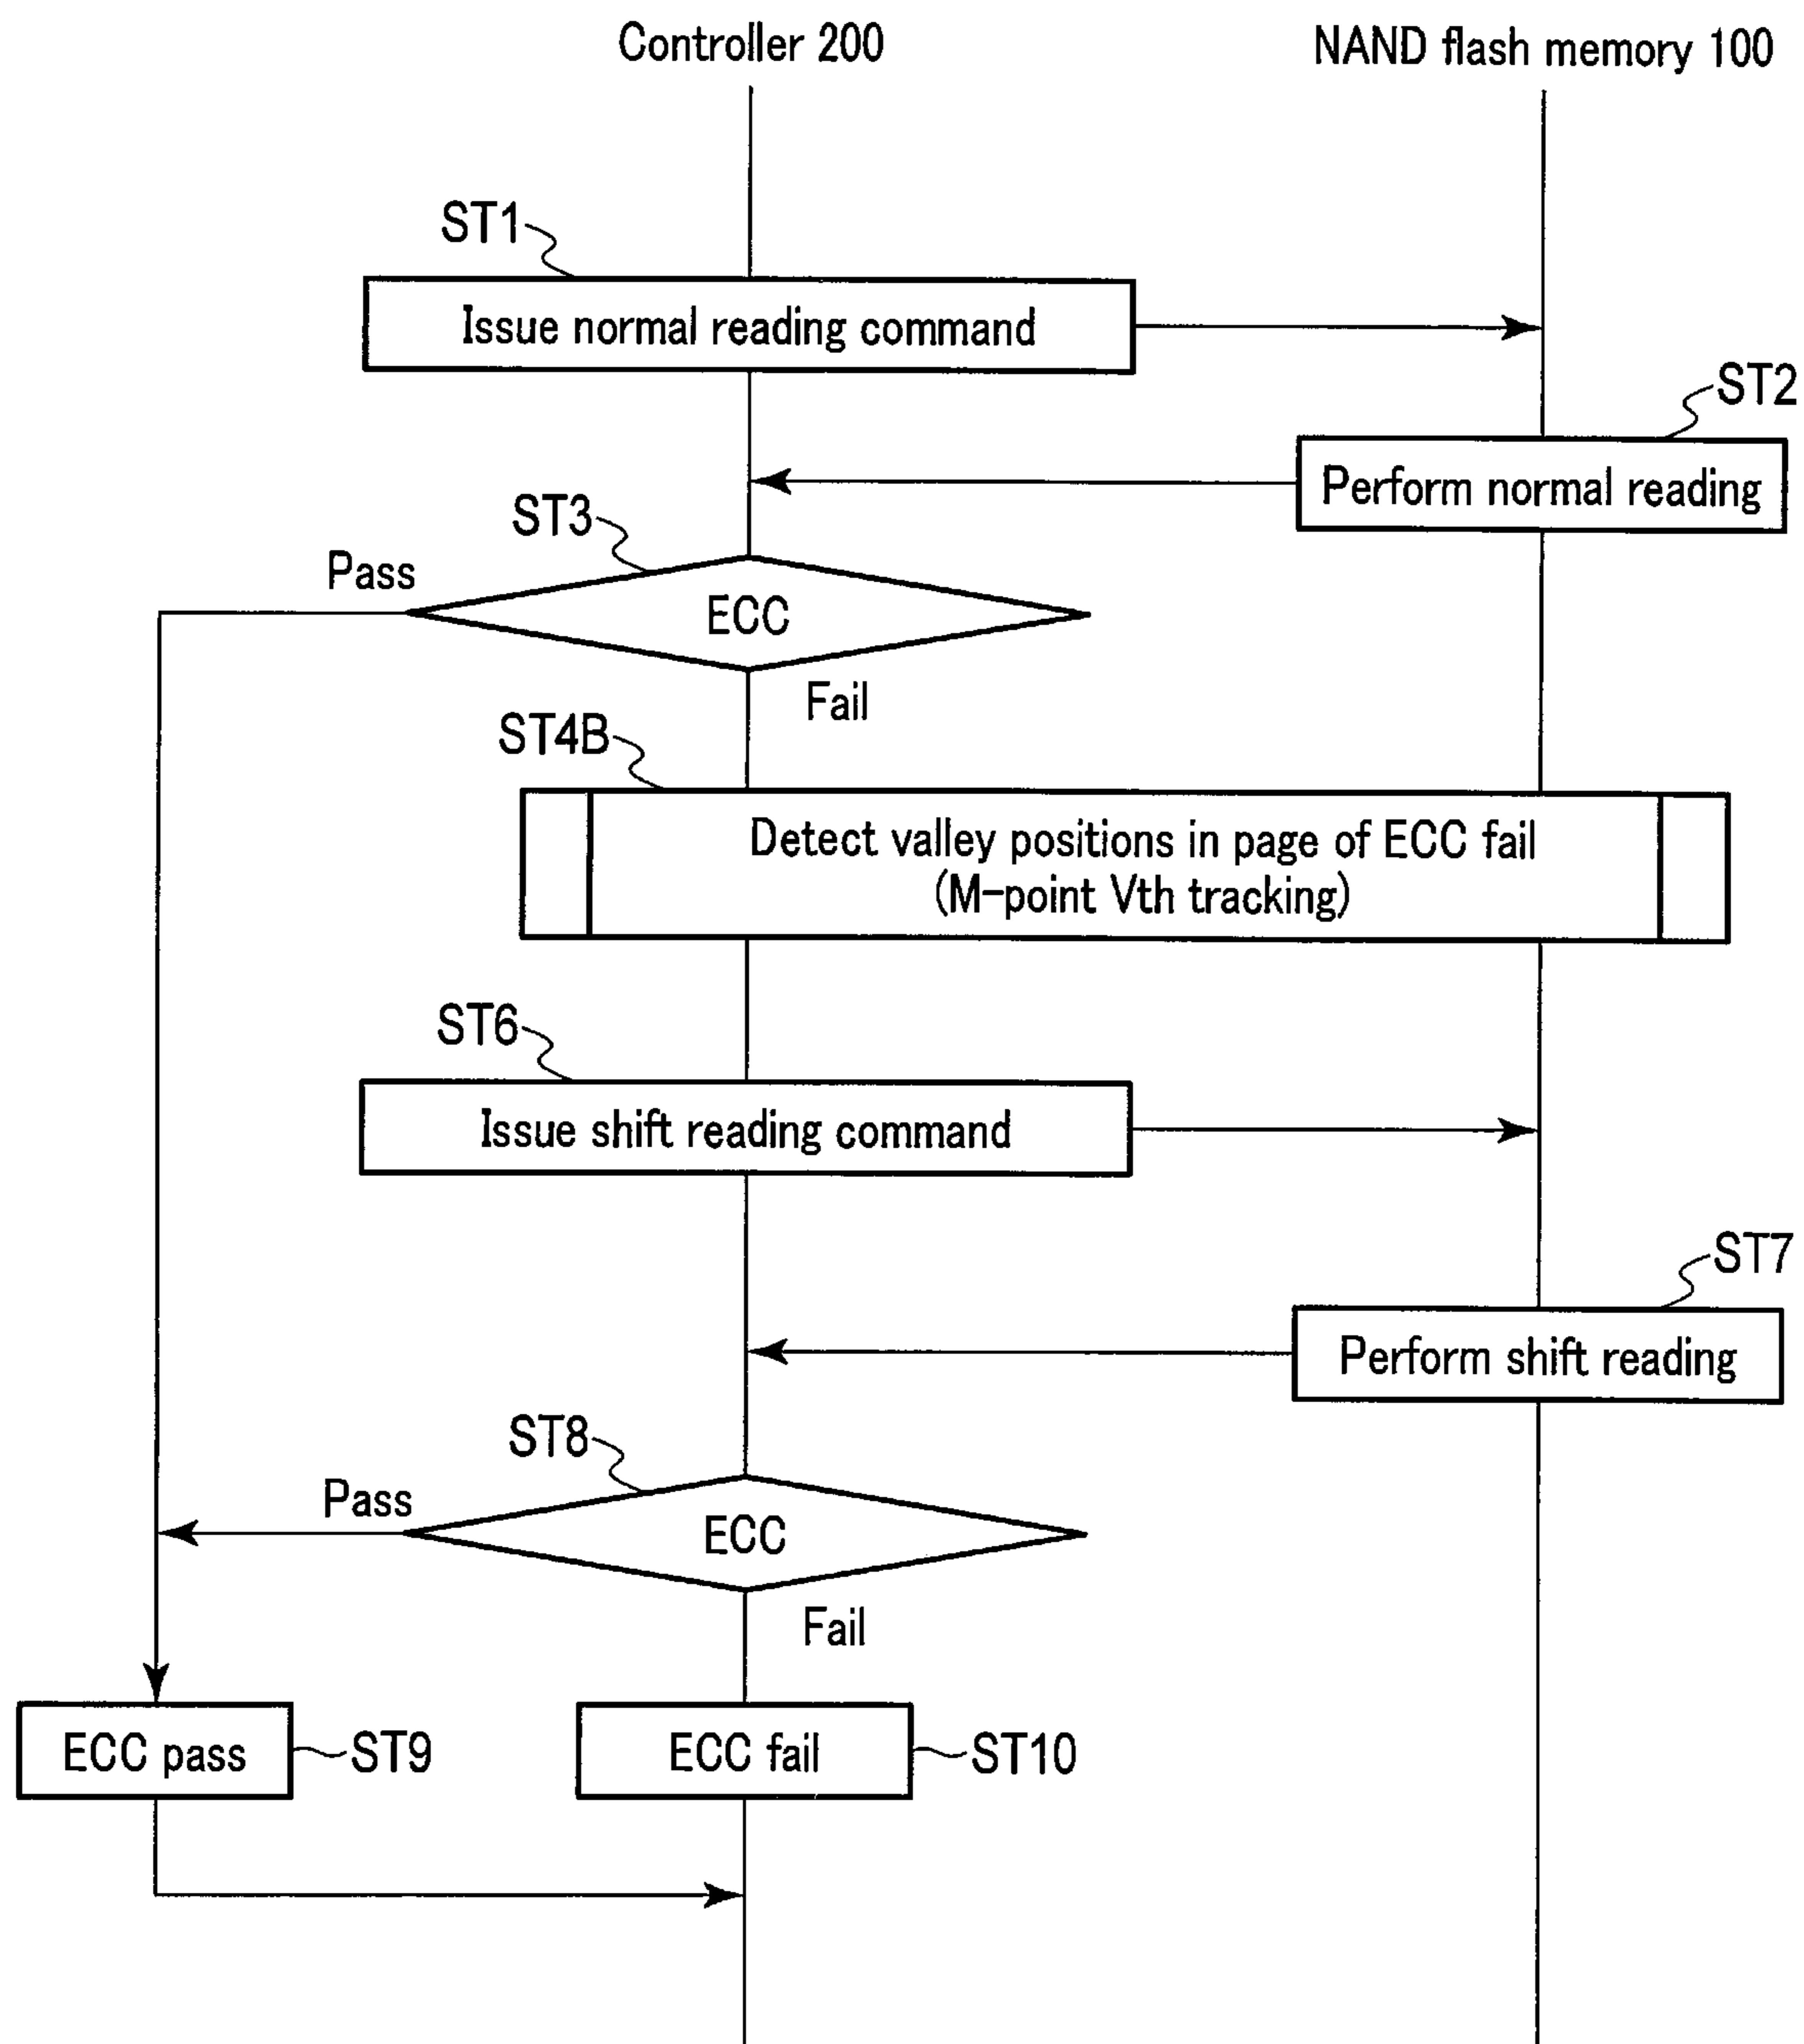 Controller 200
NAND flash memory 100
ST1
Issue normal reading command
ST2
Perform normal reading
ST3
Pass
ECC
Fail
ST4B
Detect valley positions in page of ECC fail
(M-point Vth tracking)
ST6
Issue shift reading command
ST7
Perform shift reading
ST8
Pass
ECC
Fail
ECC pass
ST9
ECC fail
ST10